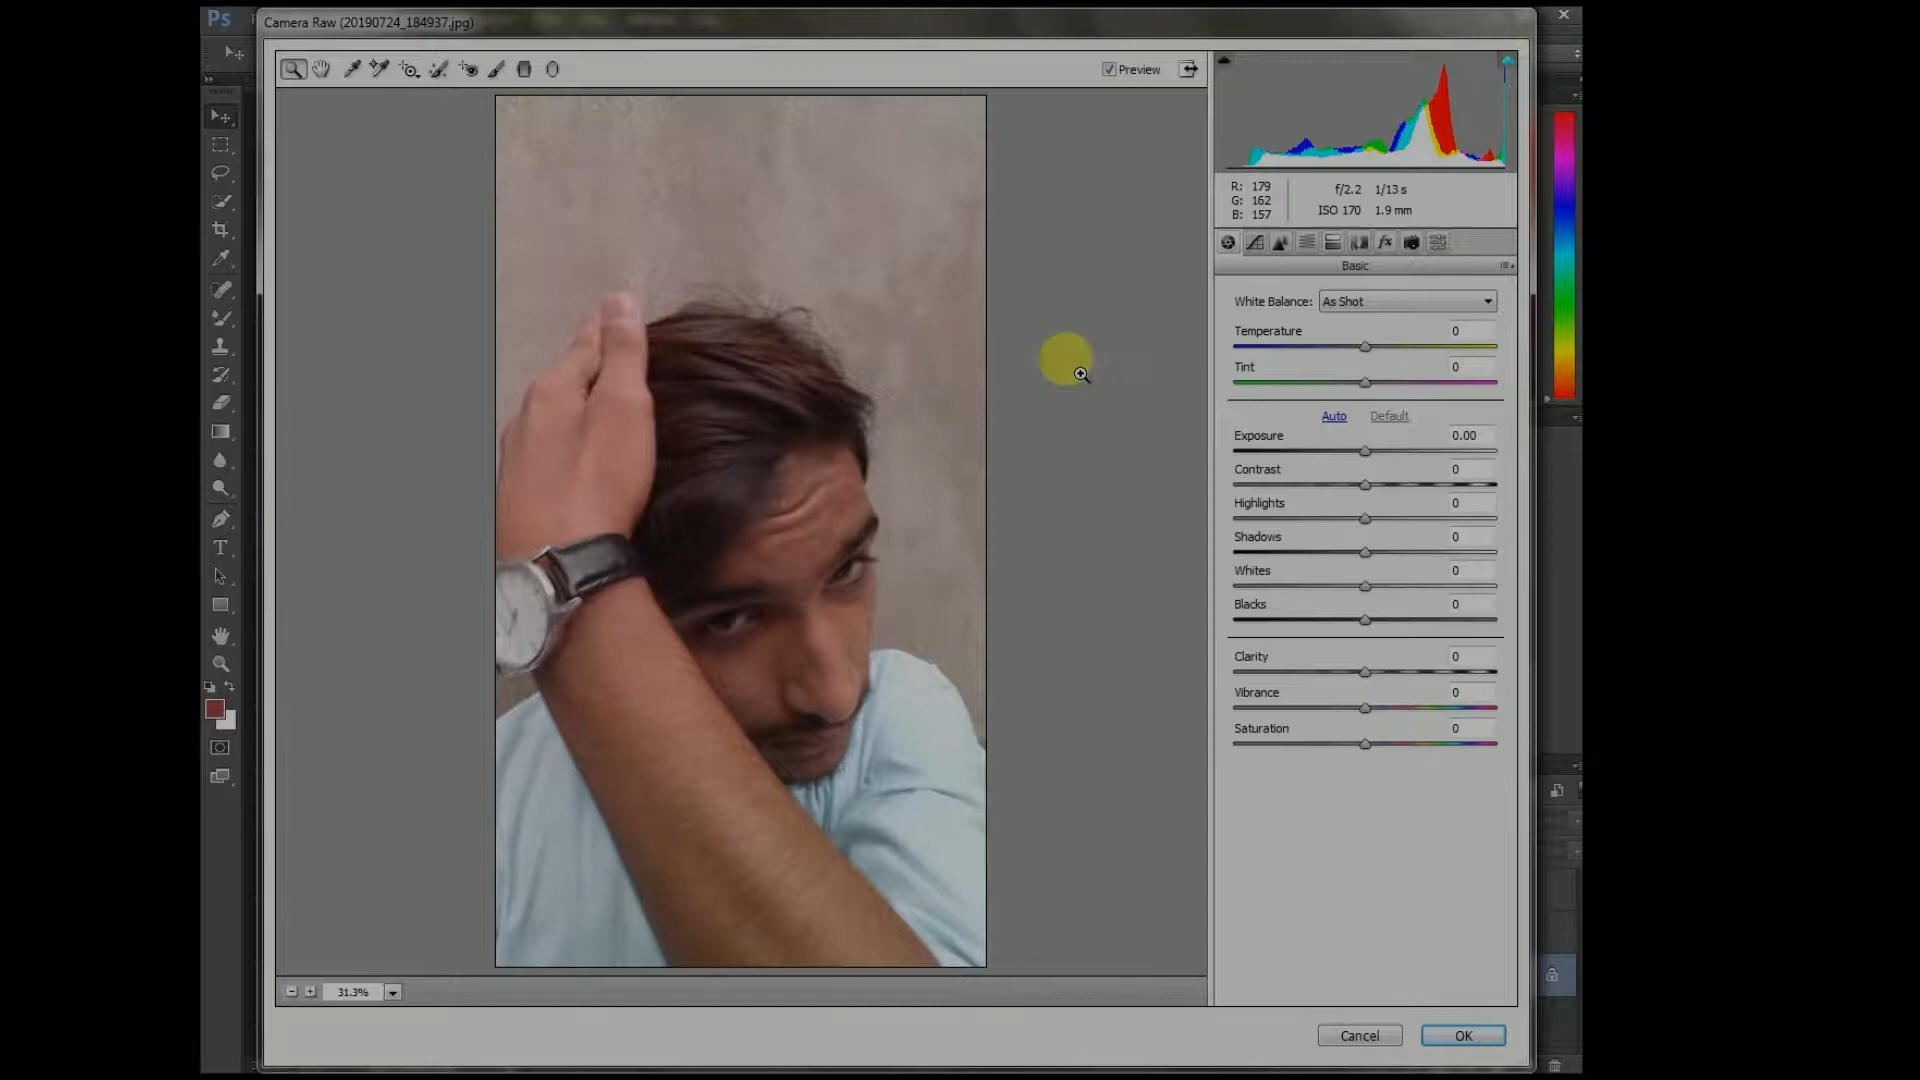 Ps
Camera Raw (20190724_184937.jpg)
Preview
R: 179
G: 162
B: 157
f/2.2 1/13 s
ISO 170 1.9 mm
fx
Basic
White Balance: As Shot
Temperature 0
Tint 0
Auto Default
Exposure 0.00
Contrast 0
Highlights 0
Shadows 0
Whites 0
Blacks 0
Clarity 0
Vibrance 0
Saturation 0
T
31.3%
Cancel OK